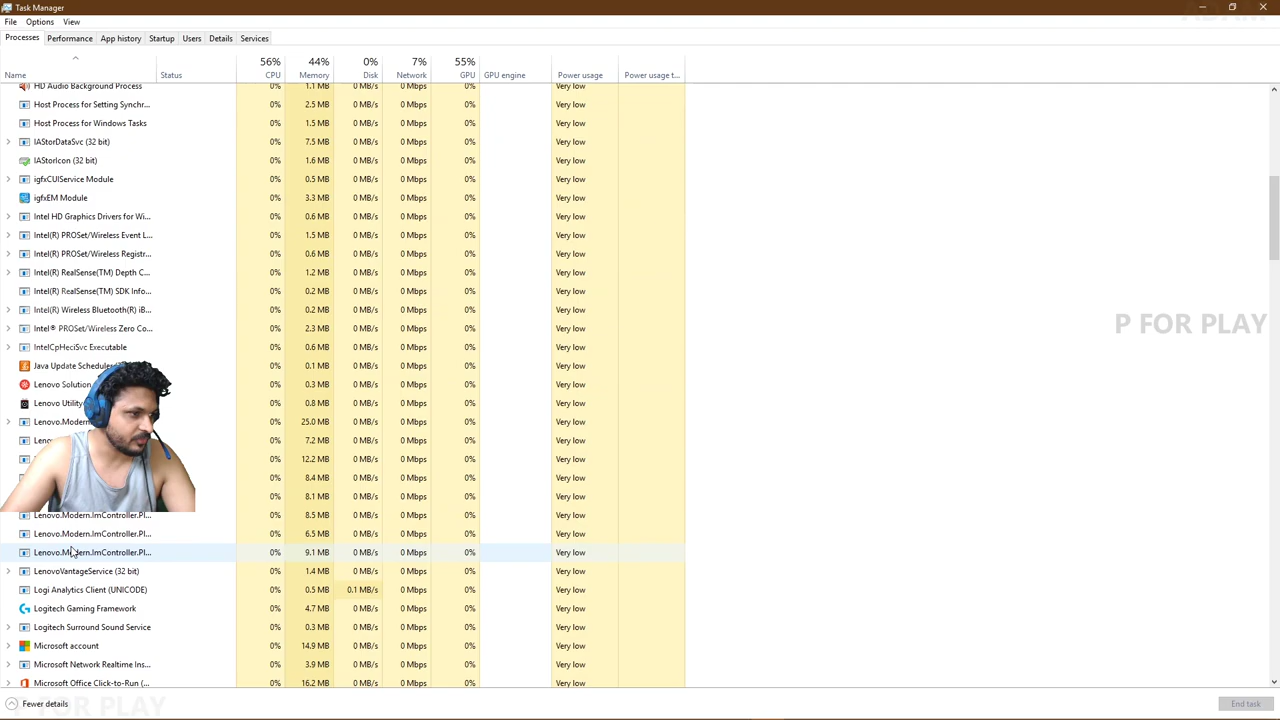 Task Manager
File Options View
Processes Performance App history Startup Users Details Services
56% 44% 0% 7% 55%
Name Status CPU Memory Disk Network GPU GPU engine Power usage Power usage t...
HD Audio Background Process 0% 1.1 MB 0 MB/s 0 Mbps 0% Very low
Host Process for Setting Synchr... 0% 2.5 MB 0 MB/s 0 Mbps 0% Very low
Host Process for Windows Tasks 0% 1.5 MB 0 MB/s 0 Mbps 0% Very low
IAStorDataSvc (32 bit) 0% 7.5 MB 0 MB/s 0 Mbps 0% Very low
IAStorIcon (32 bit) 0% 1.6 MB 0 MB/s 0 Mbps 0% Very low
igfxCUIService Module 0% 0.5 MB 0 MB/s 0 Mbps 0% Very low
igfxEM Module 0% 3.3 MB 0 MB/s 0 Mbps 0% Very low
Intel HD Graphics Drivers for Wi... 0% 0.6 MB 0 MB/s 0 Mbps 0% Very low
Intel(R) PROSet/Wireless Event L... 0% 1.5 MB 0 MB/s 0 Mbps 0% Very low
Intel(R) PROSet/Wireless Registr... 0% 0.6 MB 0 MB/s 0 Mbps 0% Very low
Intel(R) RealSense(TM) Depth C... 0% 1.2 MB 0 MB/s 0 Mbps 0% Very low
Intel(R) RealSense(TM) SDK Info... 0% 0.2 MB 0 MB/s 0 Mbps 0% Very low
Intel(R) Wireless Bluetooth(R) iB... 0% 0.2 MB 0 MB/s 0 Mbps 0% Very low
P FOR PLAY
Intel® PROSet/Wireless Zero Co... 0% 2.3 MB 0 MB/s 0 Mbps 0% Very low
IntelCpHeciSvc Executable 0% 0.6 MB 0 MB/s 0 Mbps 0% Very low
Java Update Scheduler 0% 0.1 MB 0 MB/s 0 Mbps 0% Very low
Lenovo Solution 0% 0.3 MB 0 MB/s 0 Mbps 0% Very low
Lenovo Utility 0% 0.8 MB 0 MB/s 0 Mbps 0% Very low
Lenovo.Modern 0% 25.0 MB 0 MB/s 0 Mbps 0% Very low
0% 7.2 MB 0 MB/s 0 Mbps 0% Very low
0% 12.2 MB 0 MB/s 0 Mbps 0% Very low
0% 8.4 MB 0 MB/s 0 Mbps 0% Very low
0% 8.1 MB 0 MB/s 0 Mbps 0% Very low
Lenovo.Modern.ImController.Pl... 0% 8.5 MB 0 MB/s 0 Mbps 0% Very low
Lenovo.Modern.ImController.Pl... 0% 6.5 MB 0 MB/s 0 Mbps 0% Very low
Lenovo.Modern.ImController.Pl... 0% 9.1 MB 0 MB/s 0 Mbps 0% Very low
LenovoVantageService (32 bit) 0% 1.4 MB 0 MB/s 0 Mbps 0% Very low
Logi Analytics Client (UNICODE) 0% 0.5 MB 0.1 MB/s 0 Mbps 0% Very low
Logitech Gaming Framework 0% 4.7 MB 0 MB/s 0 Mbps 0% Very low
Logitech Surround Sound Service 0% 0.3 MB 0 MB/s 0 Mbps 0% Very low
Microsoft account 0% 14.9 MB 0 MB/s 0 Mbps 0% Very low
Microsoft Network Realtime Ins... 0% 3.9 MB 0 MB/s 0 Mbps 0% Very low
Microsoft Office Click-to-Run (... 0% 16.2 MB 0 MB/s 0 Mbps 0% Very low
Fewer details End task
P FOR PLAY